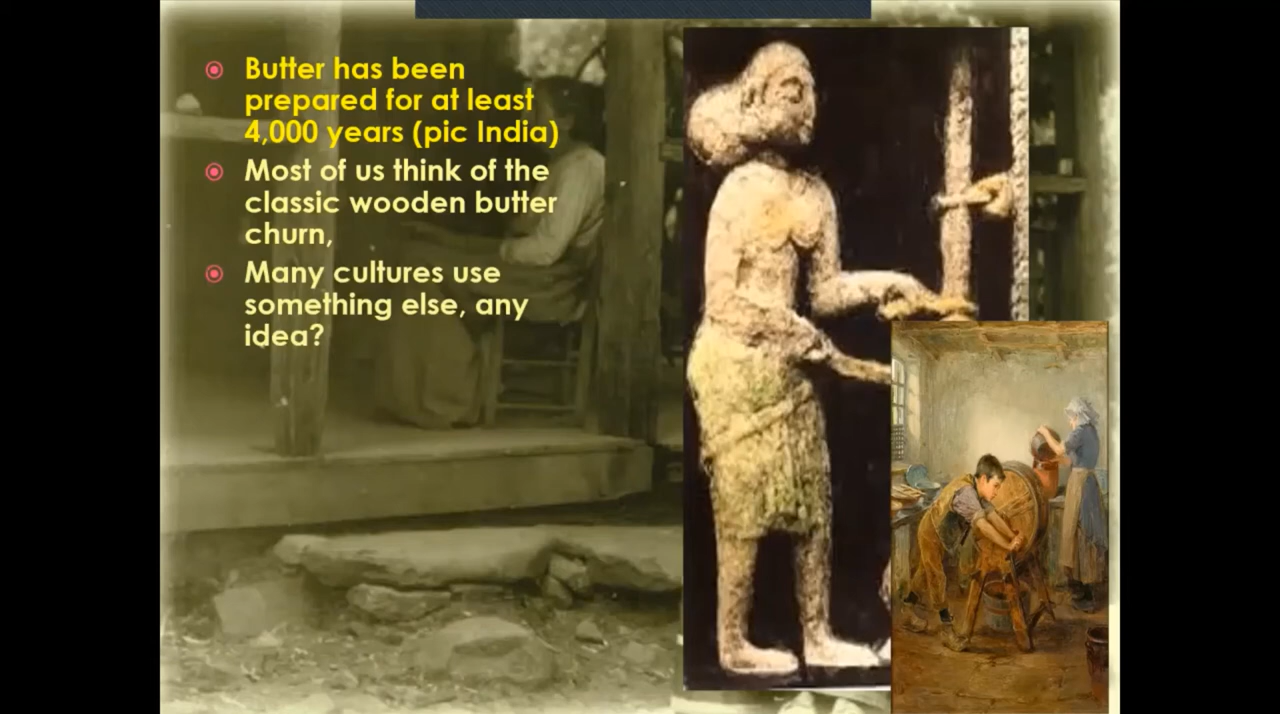 Butter has been
prepared for at least
4,000 years (pic India)
Most of us think of the
classic wooden butter
churn,
Many cultures use
something else, any
idea?